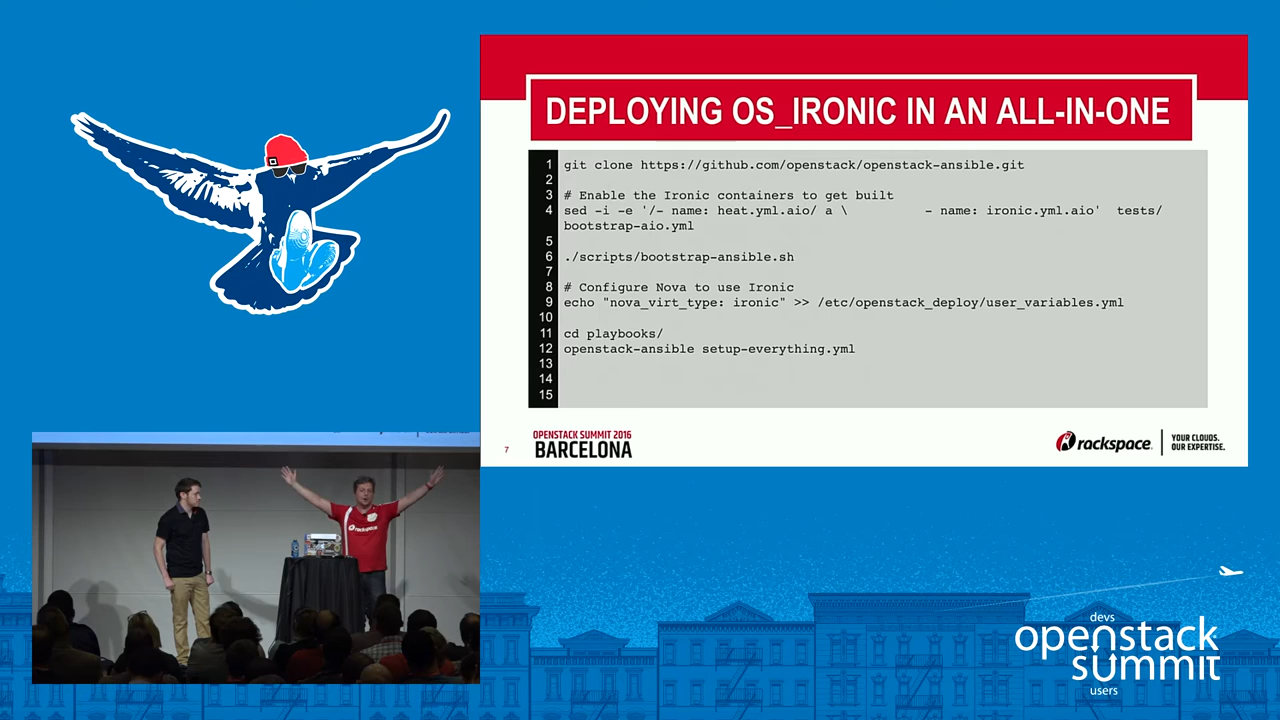 DEPLOYING OS_IRONIC IN AN ALL-IN-ONE
1 git clone https://github.com/openstack/openstack-ansible.git
2
3 # Enable the Ironic containers to get built
4 sed -i -e '/- name: heat.yml.aio/ a \          - name: ironic.yml.aio'  tests/
bootstrap-aio.yml
5
6 ./scripts/bootstrap-ansible.sh
7
8 # Configure Nova to use Ironic
9 echo "nova_virt_type: ironic" >> /etc/openstack_deploy/user_variables.yml
10
11 cd playbooks/
12 openstack-ansible setup-everything.yml
13
14
15
7
OPENSTACK SUMMIT 2016
BARCELONA
rackspace.
YOUR CLOUDS.
OUR EXPERTISE.
rackspace
devs
openstack
summit
users